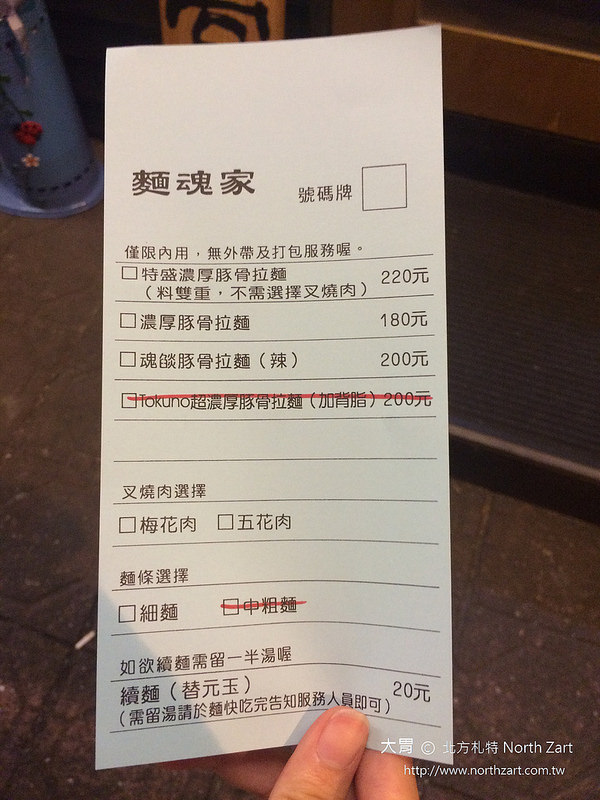 麵魂家
號碼牌
僅限內用，無外帶及打包服務喔。
□特盛濃厚豚骨拉麵 220元
（料雙重，不需選擇叉燒肉）
□濃厚豚骨拉麵 180元
□魂燄豚骨拉麵（辣） 200元
□Tokuno超濃厚豚骨拉麵（加背脂）200元
叉燒肉選擇
□梅花肉 □五花肉
麵條選擇
□細麵 □中粗麵
如欲續麵需留一半湯喔
續麵（替元玉） 20元
（需留湯請於麵快吃完告知服務人員即可）
大胃 © 北方札特 North Zart
http://www.northzart.com.tw